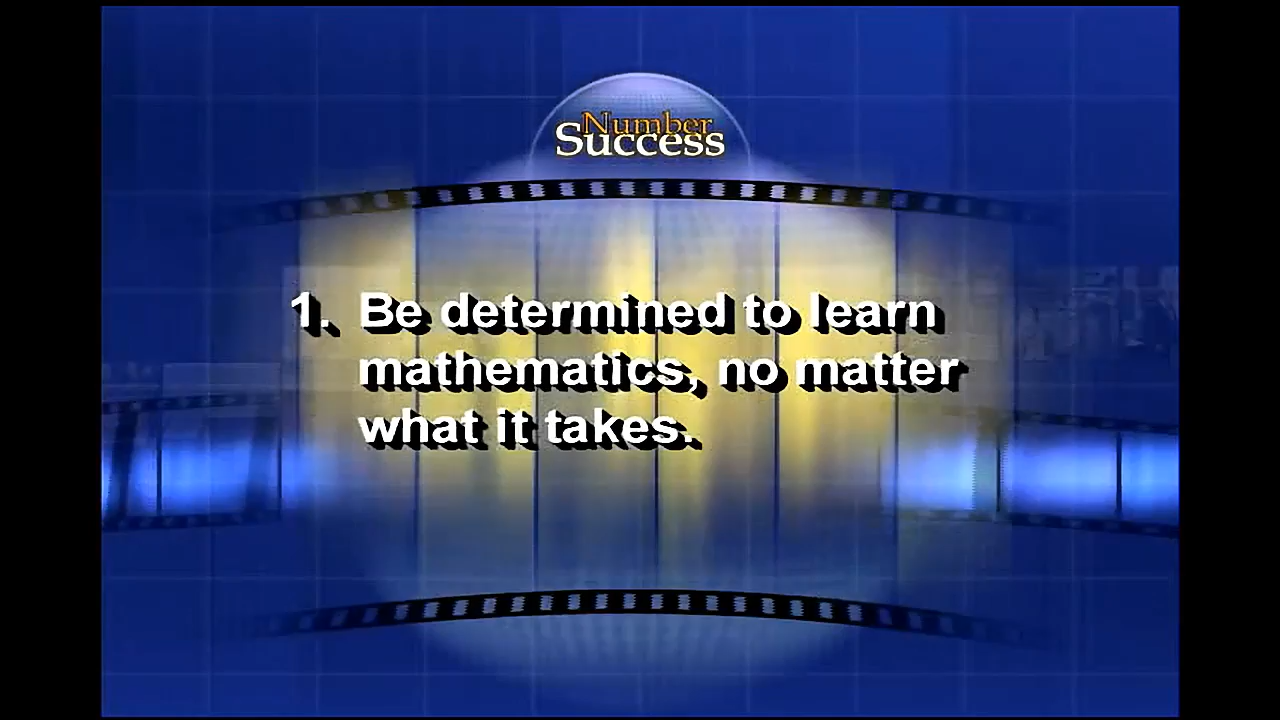 Number
Success
1. Be determined to learn
mathematics, no matter
what it takes.